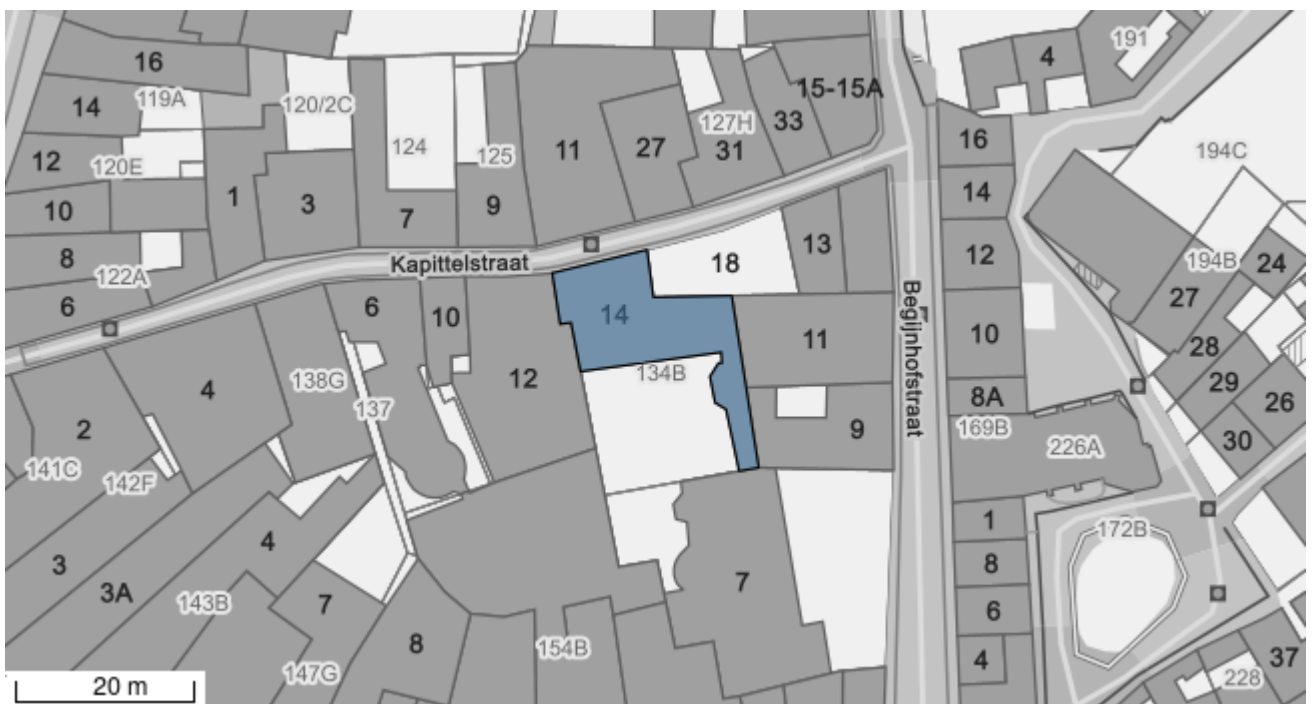 191
4
16
15-15A
14
119A
120/2C
127H
33
16
124
11
27
31
194C
12
120E
125
14
10
1
3
7
9
13
12
194B
24
8
Kapittelstraat
18
122A
27
6
6
10
14
11
Begijnhofstraat
10
28
134B
29
4
138G
12
8A
26
137
2
9
169B
226A
30
141C
142F
1
172B
4
3
8
7
3A
143B
7
6
8
154B
4
37
147G
228
20 m